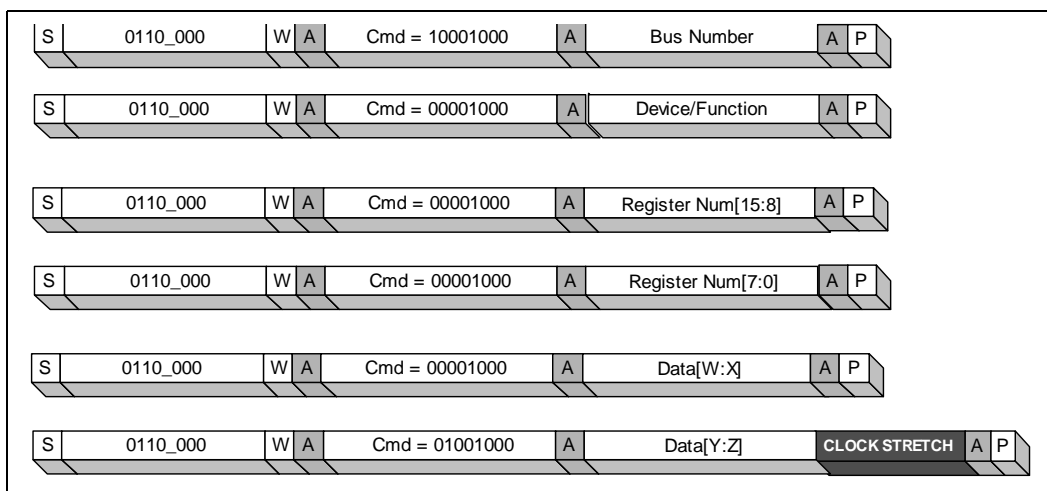 S 0110_000 W A Cmd = 10001000 A Bus Number A P
S 0110_000 W A Cmd = 00001000 A Device/Function A P
S 0110_000 W A Cmd = 00001000 A Register Num[15:8] A P
S 0110_000 W A Cmd = 00001000 A Register Num[7:0] A P
S 0110_000 W A Cmd = 00001000 A Data[W:X] A P
S 0110_000 W A Cmd = 01001000 A Data[Y:Z] CLOCK STRETCH A P